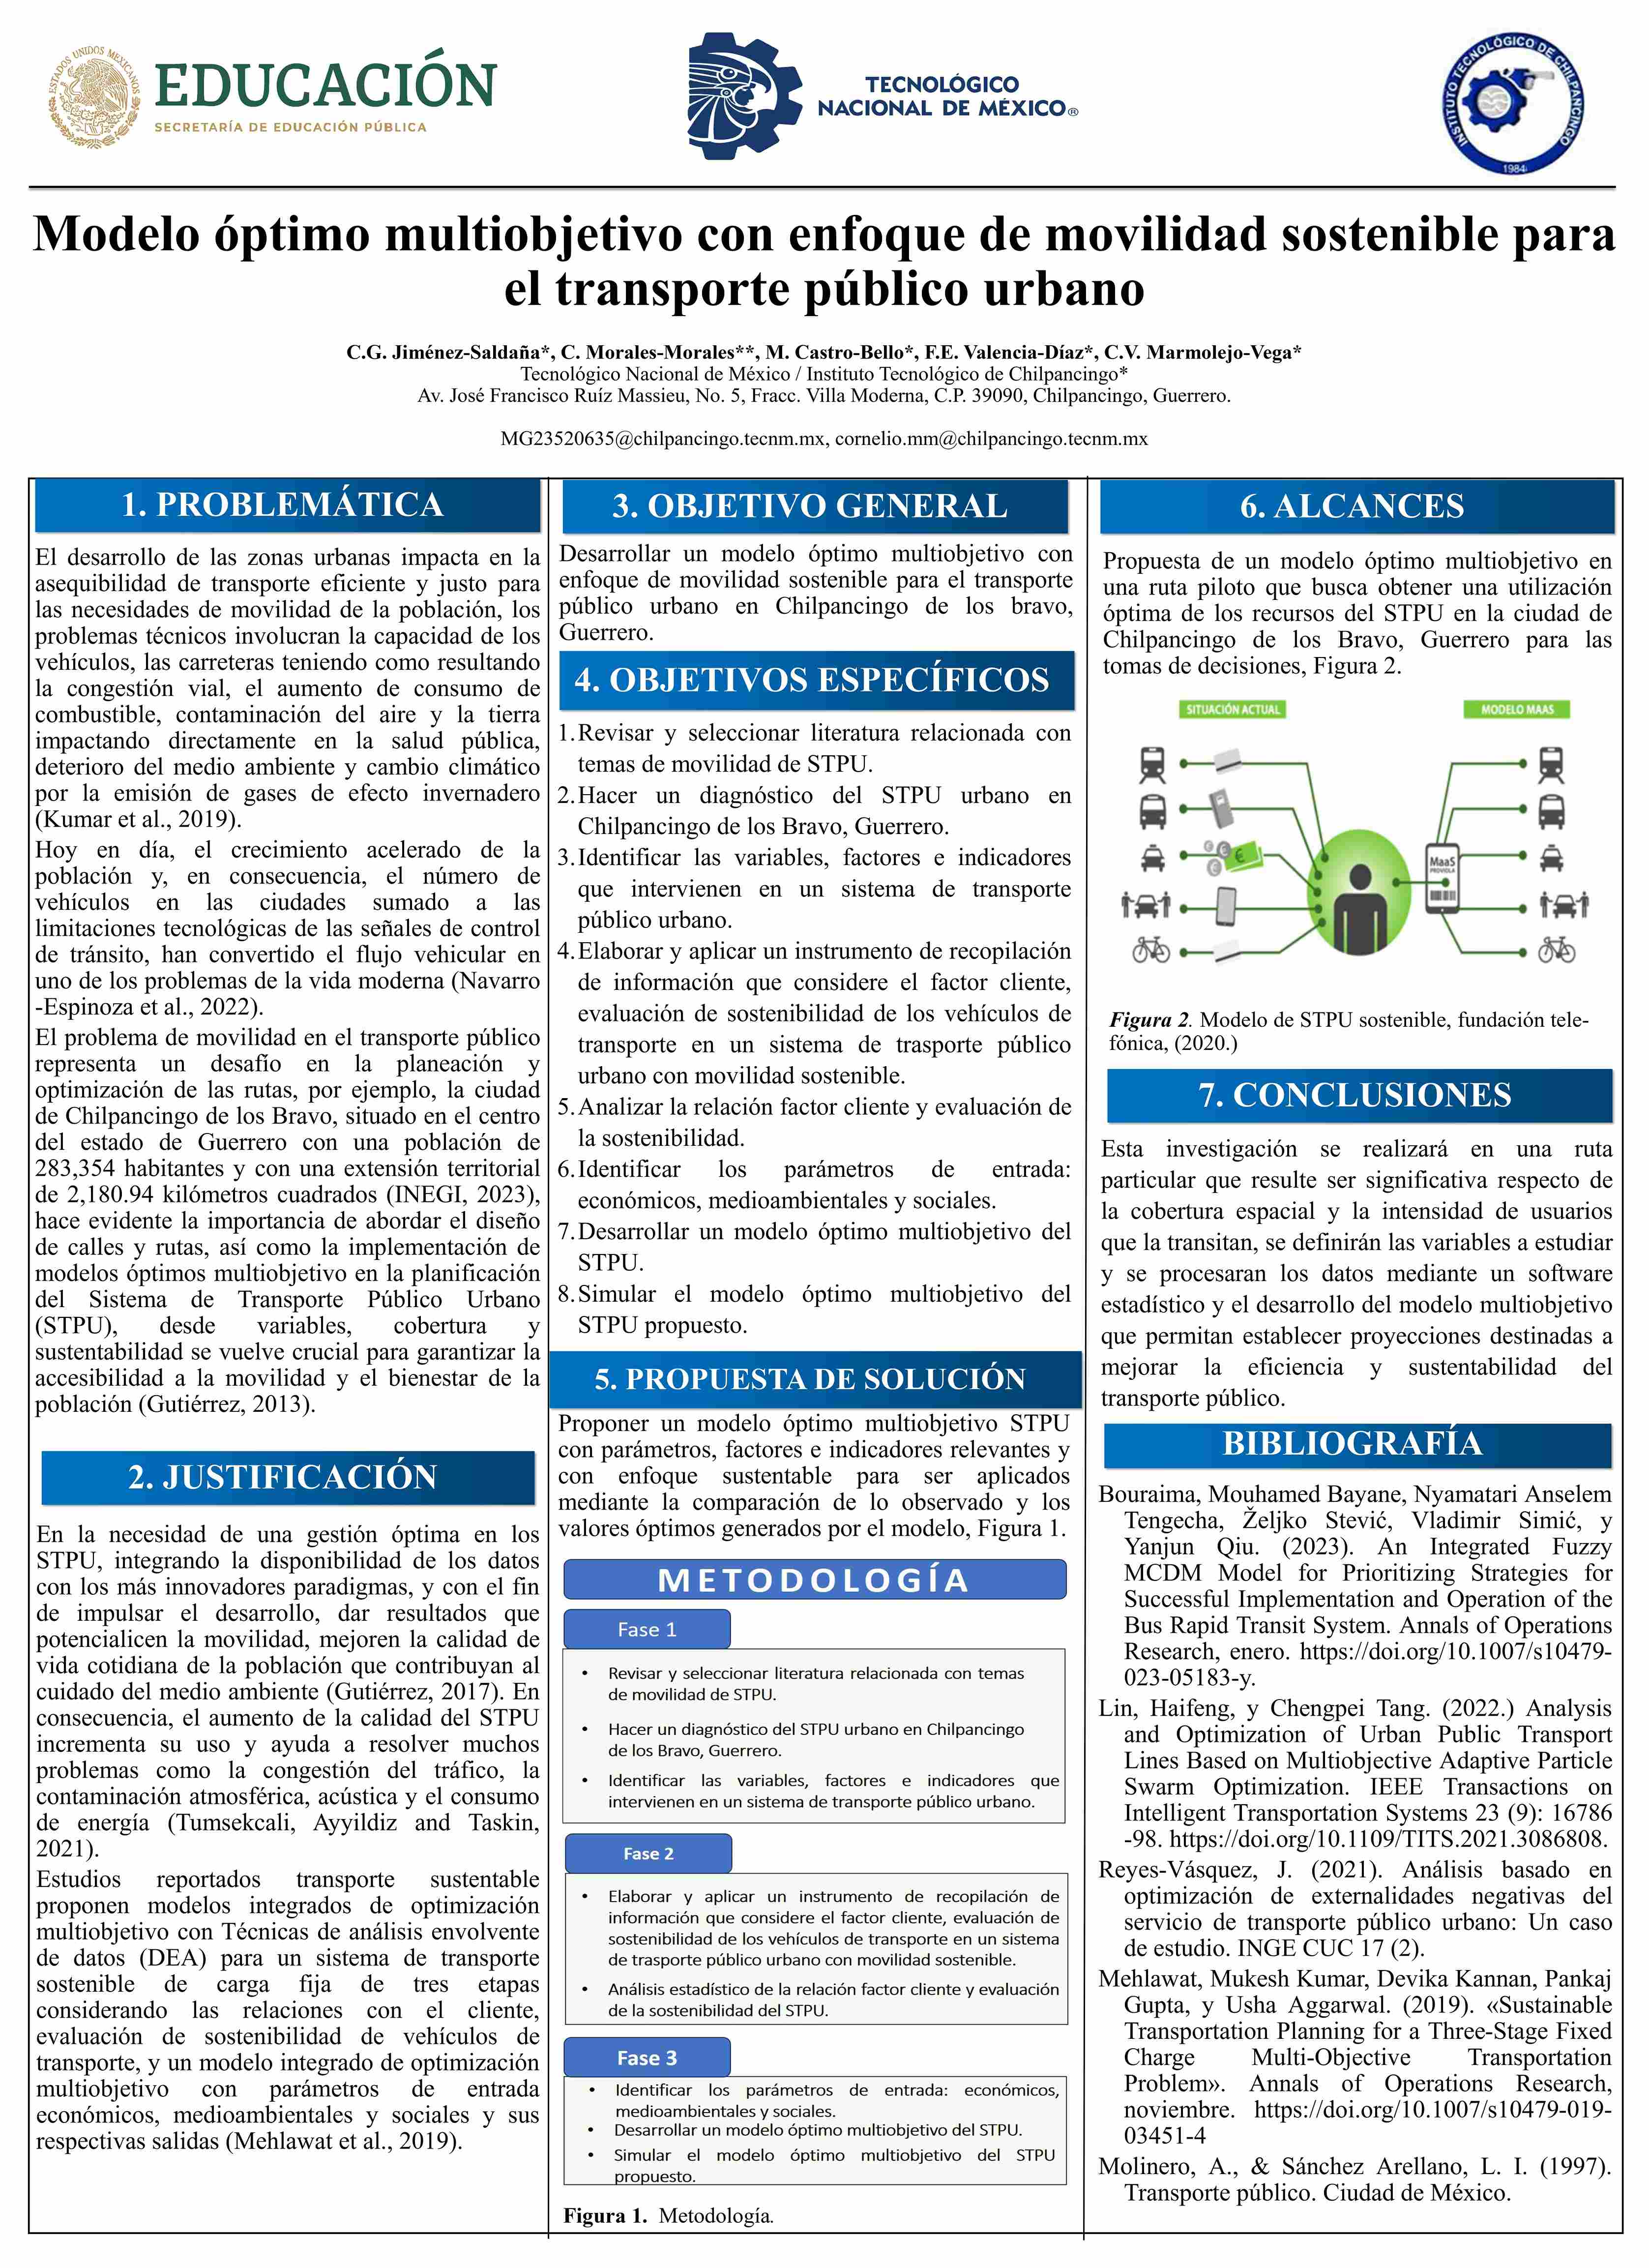 ESTADOS UNIDOS MEXICANOS
EDUCACIÓN
SECRETARÍA DE EDUCACIÓN PÚBLICA
TECNOLÓGICO
NACIONAL DE MÉXICO®
INSTITUTO TECNOLÓGICO DE CHILPANCINGO
1984
Modelo óptimo multiobjetivo con enfoque de movilidad sostenible para
el transporte público urbano
C.G. Jiménez-Saldaña*, C. Morales-Morales**, M. Castro-Bello*, F.E. Valencia-Díaz*, C.V. Marmolejo-Vega*
Tecnológico Nacional de México / Instituto Tecnológico de Chilpancingo*
Av. José Francisco Ruíz Massieu, No. 5, Fracc. Villa Moderna, C.P. 39090, Chilpancingo, Guerrero.
MG23520635@chilpancingo.tecnm.mx, cornelio.mm@chilpancingo.tecnm.mx
1. PROBLEMÁTICA
El desarrollo de las zonas urbanas impacta en la
asequibilidad de transporte eficiente y justo para
las necesidades de movilidad de la población, los
problemas técnicos involucran la capacidad de los
vehículos, las carreteras teniendo como resultando
la congestión vial, el aumento de consumo de
combustible, contaminación del aire y la tierra
impactando directamente en la salud pública,
deterioro del medio ambiente y cambio climático
por la emisión de gases de efecto invernadero
(Kumar et al., 2019).
Hoy en día, el crecimiento acelerado de la
población y, en consecuencia, el número de
vehículos en las ciudades sumado a las
limitaciones tecnológicas de las señales de control
de tránsito, han convertido el flujo vehicular en
uno de los problemas de la vida moderna (Navarro
-Espinoza et al., 2022).
El problema de movilidad en el transporte público
representa un desafío en la planeación y
optimización de las rutas, por ejemplo, la ciudad
de Chilpancingo de los Bravo, situado en el centro
del estado de Guerrero con una población de
283,354 habitantes y con una extensión territorial
de 2,180.94 kilómetros cuadrados (INEGI, 2023),
hace evidente la importancia de abordar el diseño
de calles y rutas, así como la implementación de
modelos óptimos multiobjetivo en la planificación
del Sistema de Transporte Público Urbano
(STPU), desde variables, cobertura y
sustentabilidad se vuelve crucial para garantizar la
accesibilidad a la movilidad y el bienestar de la
población (Gutiérrez, 2013).
2. JUSTIFICACIÓN
En la necesidad de una gestión óptima en los
STPU, integrando la disponibilidad de los datos
con los más innovadores paradigmas, y con el fin
de impulsar el desarrollo, dar resultados que
potencialicen la movilidad, mejoren la calidad de
vida cotidiana de la población que contribuyan al
cuidado del medio ambiente (Gutiérrez, 2017). En
consecuencia, el aumento de la calidad del STPU
incrementa su uso y ayuda a resolver muchos
problemas como la congestión del tráfico, la
contaminación atmosférica, acústica y el consumo
de energía (Tumsekcali, Ayyildiz and Taskin,
2021).
Estudios reportados transporte sustentable
proponen modelos integrados de optimización
multiobjetivo con Técnicas de análisis envolvente
de datos (DEA) para un sistema de transporte
sostenible de carga fija de tres etapas
considerando las relaciones con el cliente,
evaluación de sostenibilidad de vehículos de
transporte, y un modelo integrado de optimización
multiobjetivo con parámetros de entrada
económicos, medioambientales y sociales y sus
respectivas salidas (Mehlawat et al., 2019).
3. OBJETIVO GENERAL
Desarrollar un modelo óptimo multiobjetivo con
enfoque de movilidad sostenible para el transporte
público urbano en Chilpancingo de los bravo,
Guerrero.
4. OBJETIVOS ESPECÍFICOS
1. Revisar y seleccionar literatura relacionada con
temas de movilidad de STPU.
2. Hacer un diagnóstico del STPU urbano en
Chilpancingo de los Bravo, Guerrero.
3. Identificar las variables, factores e indicadores
que intervienen en un sistema de transporte
público urbano.
4. Elaborar y aplicar un instrumento de recopilación
de información que considere el factor cliente,
evaluación de sostenibilidad de los vehículos de
transporte en un sistema de trasporte público
urbano con movilidad sostenible.
5. Analizar la relación factor cliente y evaluación de
la sostenibilidad.
6. Identificar los parámetros de entrada:
económicos, medioambientales y sociales.
7. Desarrollar un modelo óptimo multiobjetivo del
STPU.
8. Simular el modelo óptimo multiobjetivo del
STPU propuesto.
5. PROPUESTA DE SOLUCIÓN
Proponer un modelo óptimo multiobjetivo STPU
con parámetros, factores e indicadores relevantes y
con enfoque sustentable para ser aplicados
mediante la comparación de lo observado y los
valores óptimos generados por el modelo, Figura 1.
METODOLOGÍA
Fase 1
• Revisar y seleccionar literatura relacionada con temas
de movilidad de STPU.
• Hacer un diagnóstico del STPU urbano en Chilpancingo
de los Bravo, Guerrero.
• Identificar las variables, factores e indicadores que
intervienen en un sistema de transporte público urbano.
Fase 2
• Elaborar y aplicar un instrumento de recopilación de
información que considere el factor cliente, evaluación de
sostenibilidad de los vehículos de transporte en un sistema
de trasporte público urbano con movilidad sostenible.
• Análisis estadístico de la relación factor cliente y evaluación
de la sostenibilidad del STPU.
Fase 3
• Identificar los parámetros de entrada: económicos,
medioambientales y sociales.
• Desarrollar un modelo óptimo multiobjetivo del STPU.
• Simular el modelo óptimo multiobjetivo del STPU
propuesto.
Figura 1. Metodología.
6. ALCANCES
Propuesta de un modelo óptimo multiobjetivo en
una ruta piloto que busca obtener una utilización
óptima de los recursos del STPU en la ciudad de
Chilpancingo de los Bravo, Guerrero para las
tomas de decisiones, Figura 2.
SITUACIÓN ACTUAL
MODELO MAAS
€ € €
MaaS
PROVIDLA
Figura 2. Modelo de STPU sostenible, fundación tele-
fónica, (2020.)
7. CONCLUSIONES
Esta investigación se realizará en una ruta
particular que resulte ser significativa respecto de
la cobertura espacial y la intensidad de usuarios
que la transitan, se definirán las variables a estudiar
y se procesaran los datos mediante un software
estadístico y el desarrollo del modelo multiobjetivo
que permitan establecer proyecciones destinadas a
mejorar la eficiencia y sustentabilidad del
transporte público.
BIBLIOGRAFÍA
Bouraima, Mouhamed Bayane, Nyamatari Anselem
Tengecha, Željko Stević, Vladimir Simić, y
Yanjun Qiu. (2023). An Integrated Fuzzy
MCDM Model for Prioritizing Strategies for
Successful Implementation and Operation of the
Bus Rapid Transit System. Annals of Operations
Research, enero. https://doi.org/10.1007/s10479-
023-05183-y.
Lin, Haifeng, y Chengpei Tang. (2022.) Analysis
and Optimization of Urban Public Transport
Lines Based on Multiobjective Adaptive Particle
Swarm Optimization. IEEE Transactions on
Intelligent Transportation Systems 23 (9): 16786
-98. https://doi.org/10.1109/TITS.2021.3086808.
Reyes-Vásquez, J. (2021). Análisis basado en
optimización de externalidades negativas del
servicio de transporte público urbano: Un caso
de estudio. INGE CUC 17 (2).
Mehlawat, Mukesh Kumar, Devika Kannan, Pankaj
Gupta, y Usha Aggarwal. (2019). «Sustainable
Transportation Planning for a Three-Stage Fixed
Charge Multi-Objective Transportation
Problem». Annals of Operations Research,
noviembre. https://doi.org/10.1007/s10479-019-
03451-4
Molinero, A., & Sánchez Arellano, L. I. (1997).
Transporte público. Ciudad de México.